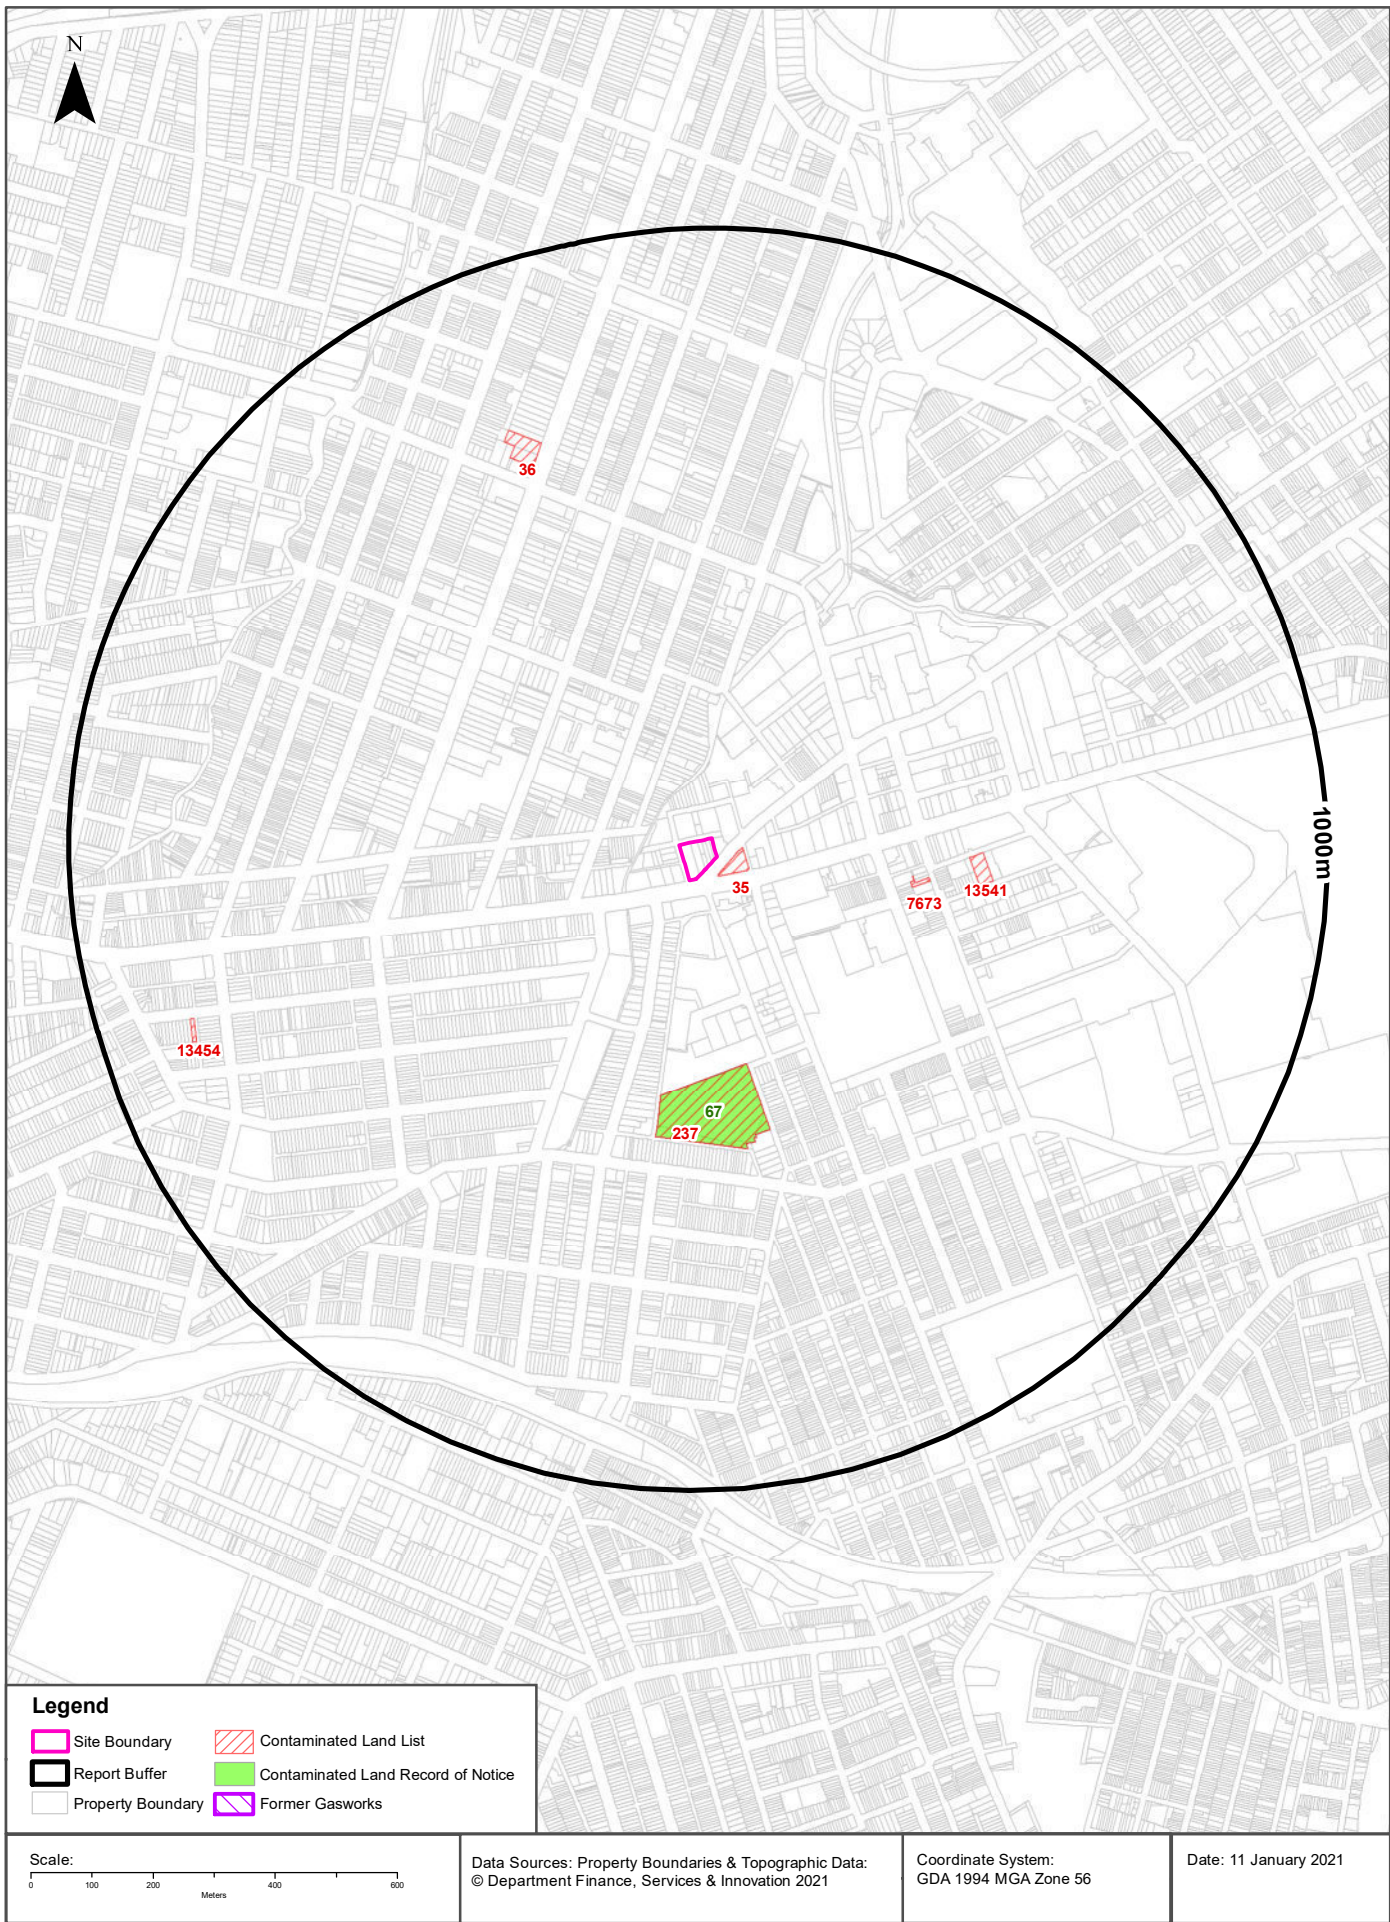 N
36
1000m
35
7673
13541
13454
67
237
Legend
Site Boundary
Contaminated Land List
Report Buffer
Contaminated Land Record of Notice
Property Boundary
Former Gasworks
Scale:
0 100 200 400 600
Meters
Data Sources: Property Boundaries & Topographic Data:
© Department Finance, Services & Innovation 2021
Coordinate System:
GDA 1994 MGA Zone 56
Date: 11 January 2021